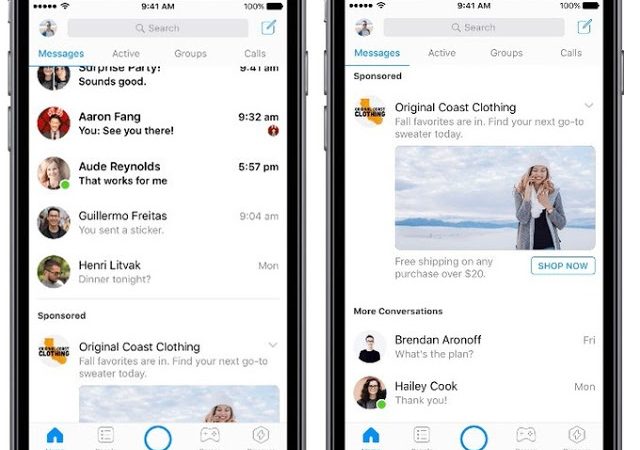 9:41 AM
100%
Search
Messages Active Groups Calls
Surprise Party! 9:41 am
Sounds good.
Aaron Fang 9:32 am
You: See you there!
Aude Reynolds 5:57 pm
That works for me
Guillermo Freitas 9:04 am
You sent a sticker.
Henri Litvak Mon
Dinner tonight?
Sponsored
ORIGINAL COAST
CLOTHING
Original Coast Clothing
Fall favorites are in. Find your next go-to
sweater today.
9:41 AM
100%
Search
Messages Active Groups Calls
Sponsored
ORIGINAL COAST
CLOTHING
Original Coast Clothing
Fall favorites are in. Find your next go-to
sweater today.
Free shipping on any
purchase over $20.
SHOP NOW
More Conversations
Brendan Aronoff Fri
What's the plan?
Hailey Cook Mon
Thank you!